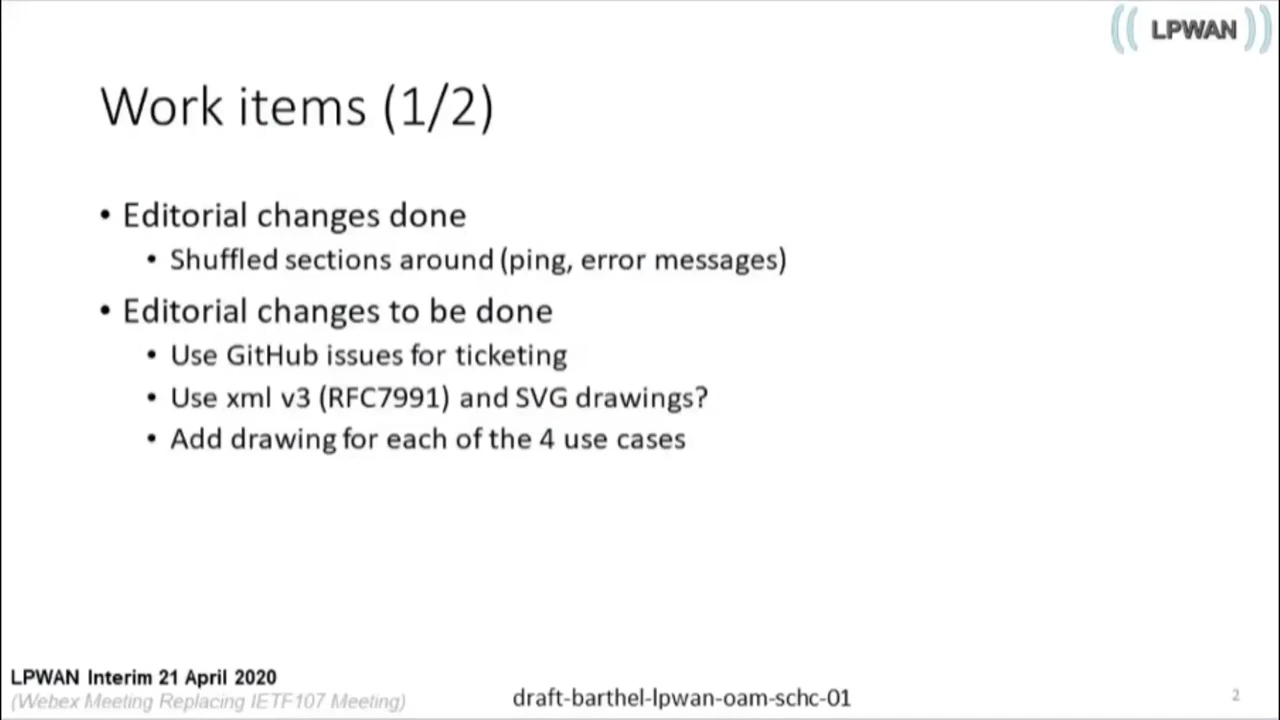 (( LPWAN ))
Work items (1/2)
• Editorial changes done
• Shuffled sections around (ping, error messages)
• Editorial changes to be done
• Use GitHub issues for ticketing
• Use xml v3 (RFC7991) and SVG drawings?
• Add drawing for each of the 4 use cases
LPWAN Interim 21 April 2020
(Webex Meeting Replacing IETF107 Meeting)
draft-barthel-lpwan-oam-schc-01
2